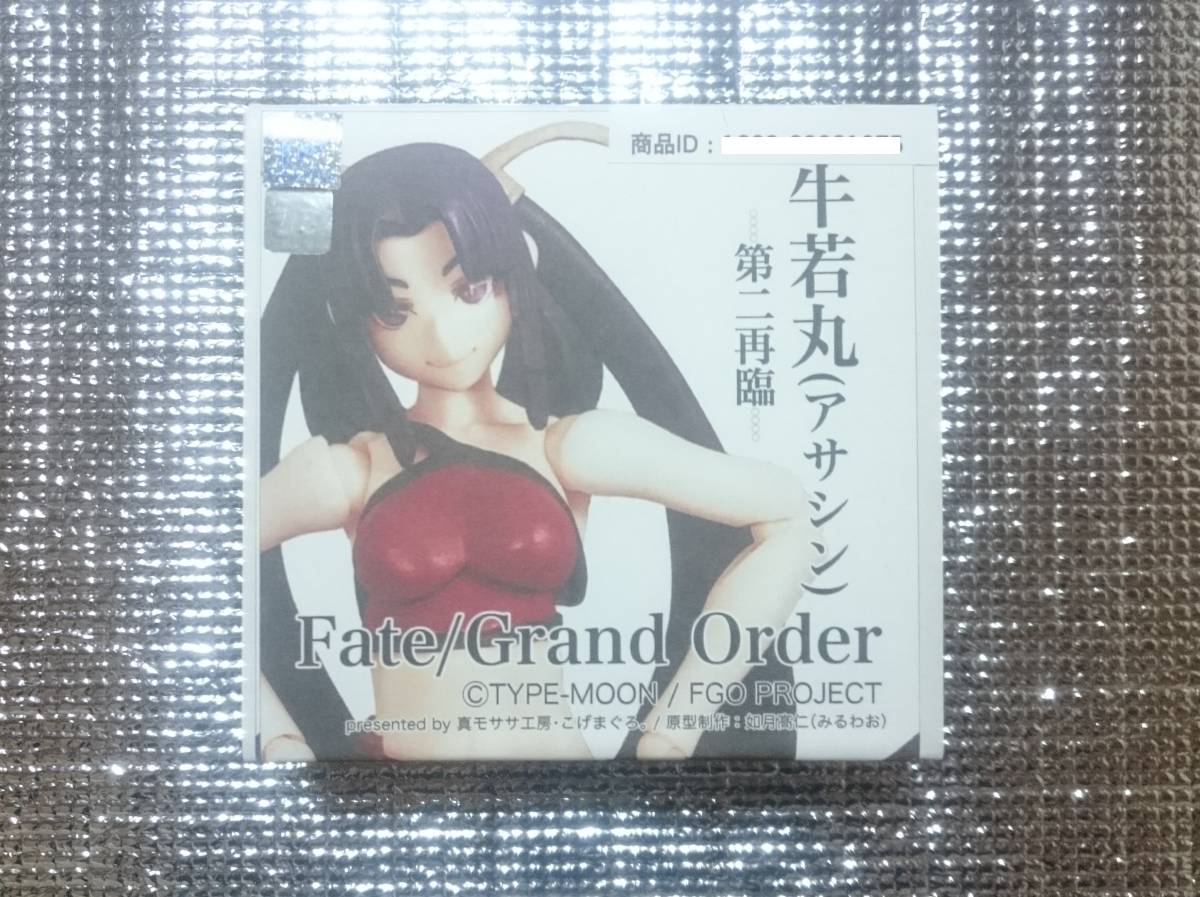 商品ID：
牛若丸(アサシン)
第二再臨
Fate/Grand Order
©TYPE-MOON / FGO PROJECT
presented by 真モササ工房・こげまぐろ。/ 原型制作：如月高仁(みるわお)